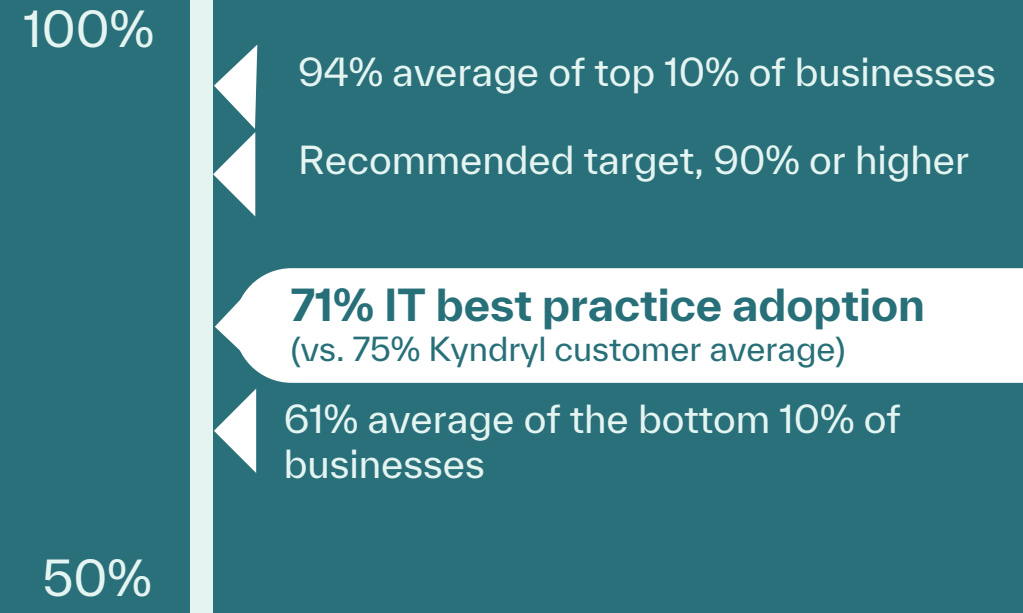 100%
94% average of top 10% of businesses
Recommended target, 90% or higher
71% IT best practice adoption
(vs. 75% Kyndryl customer average)
61% average of the bottom 10% of
businesses
50%